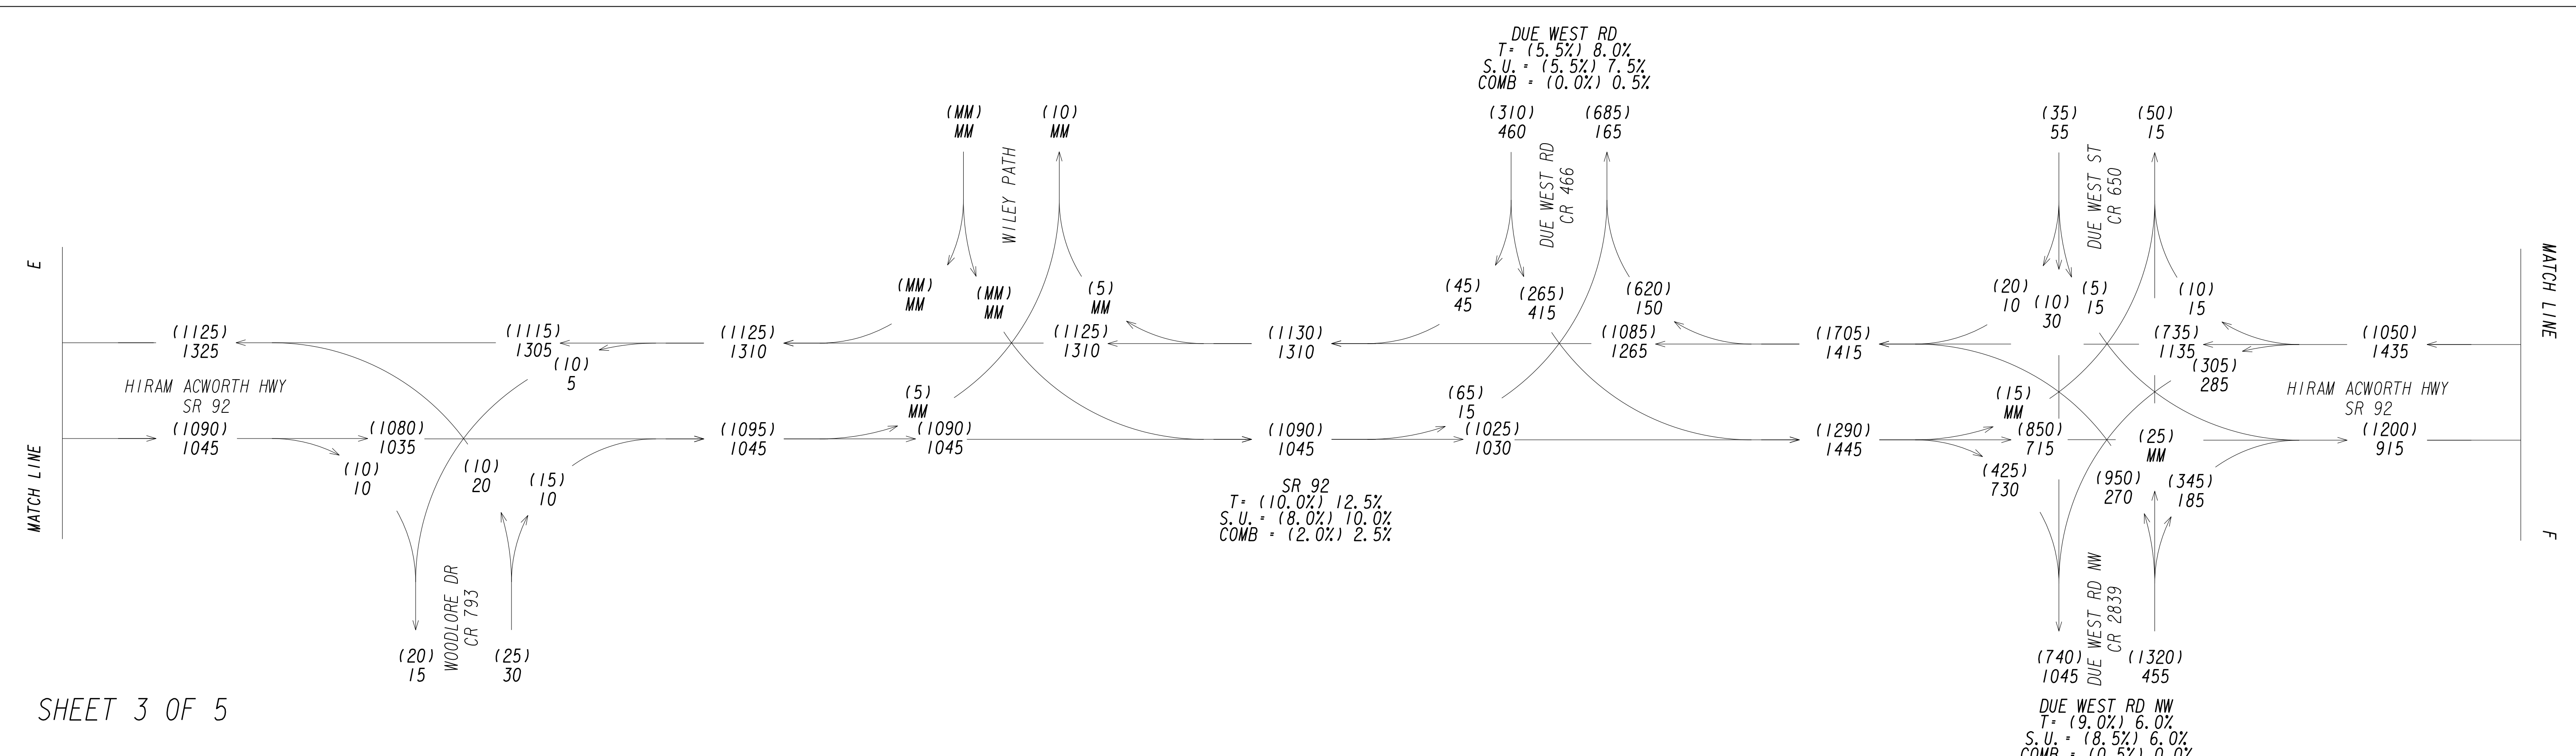 DUE WEST RD
T= (5.5%) 8.0%
S.U.= (5.5%) 7.5%
COMB = (0.0%) 0.5%
(MM)
MM
(10)
MM
(310)
460
(685)
165
(35)
55
(50)
15
WILEY PATH
DUE WEST RD
CR 466
DUE WEST ST
CR 650
E
MATCH LINE
(MM)
MM
(MM)
MM
(5)
MM
(45)
45
(265)
415
(620)
150
(20)
10
(10)
30
(5)
15
(10)
15
(1125)
1325
(1115)
1305
(10)
5
(1125)
1310
(1125)
1310
(1130)
1310
(1085)
1265
(1705)
1415
(735)
1135
(305)
285
(1050)
1435
HIRAM ACWORTH HWY
SR 92
HIRAM ACWORTH HWY
SR 92
(5)
MM
(65)
15
(15)
MM
(1090)
1045
(1080)
1035
(1095)
1045
(1090)
1045
(1090)
1045
(1025)
1030
(1290)
1445
(850)
715
(25)
MM
(1200)
915
(10)
10
(10)
20
(15)
10
(425)
730
(950)
270
(345)
185
MATCH LINE
F
SR 92
T= (10.0%) 12.5%
S.U.= (8.0%) 10.0%
COMB = (2.0%) 2.5%
WOODLORE DR
CR 793
DUE WEST RD NW
CR 2839
(20)
15
(25)
30
(740)
1045
(1320)
455
SHEET 3 OF 5
DUE WEST RD NW
T= (9.0%) 6.0%
S.U.= (8.5%) 6.0%
COMB = (0.5%) 0.0%